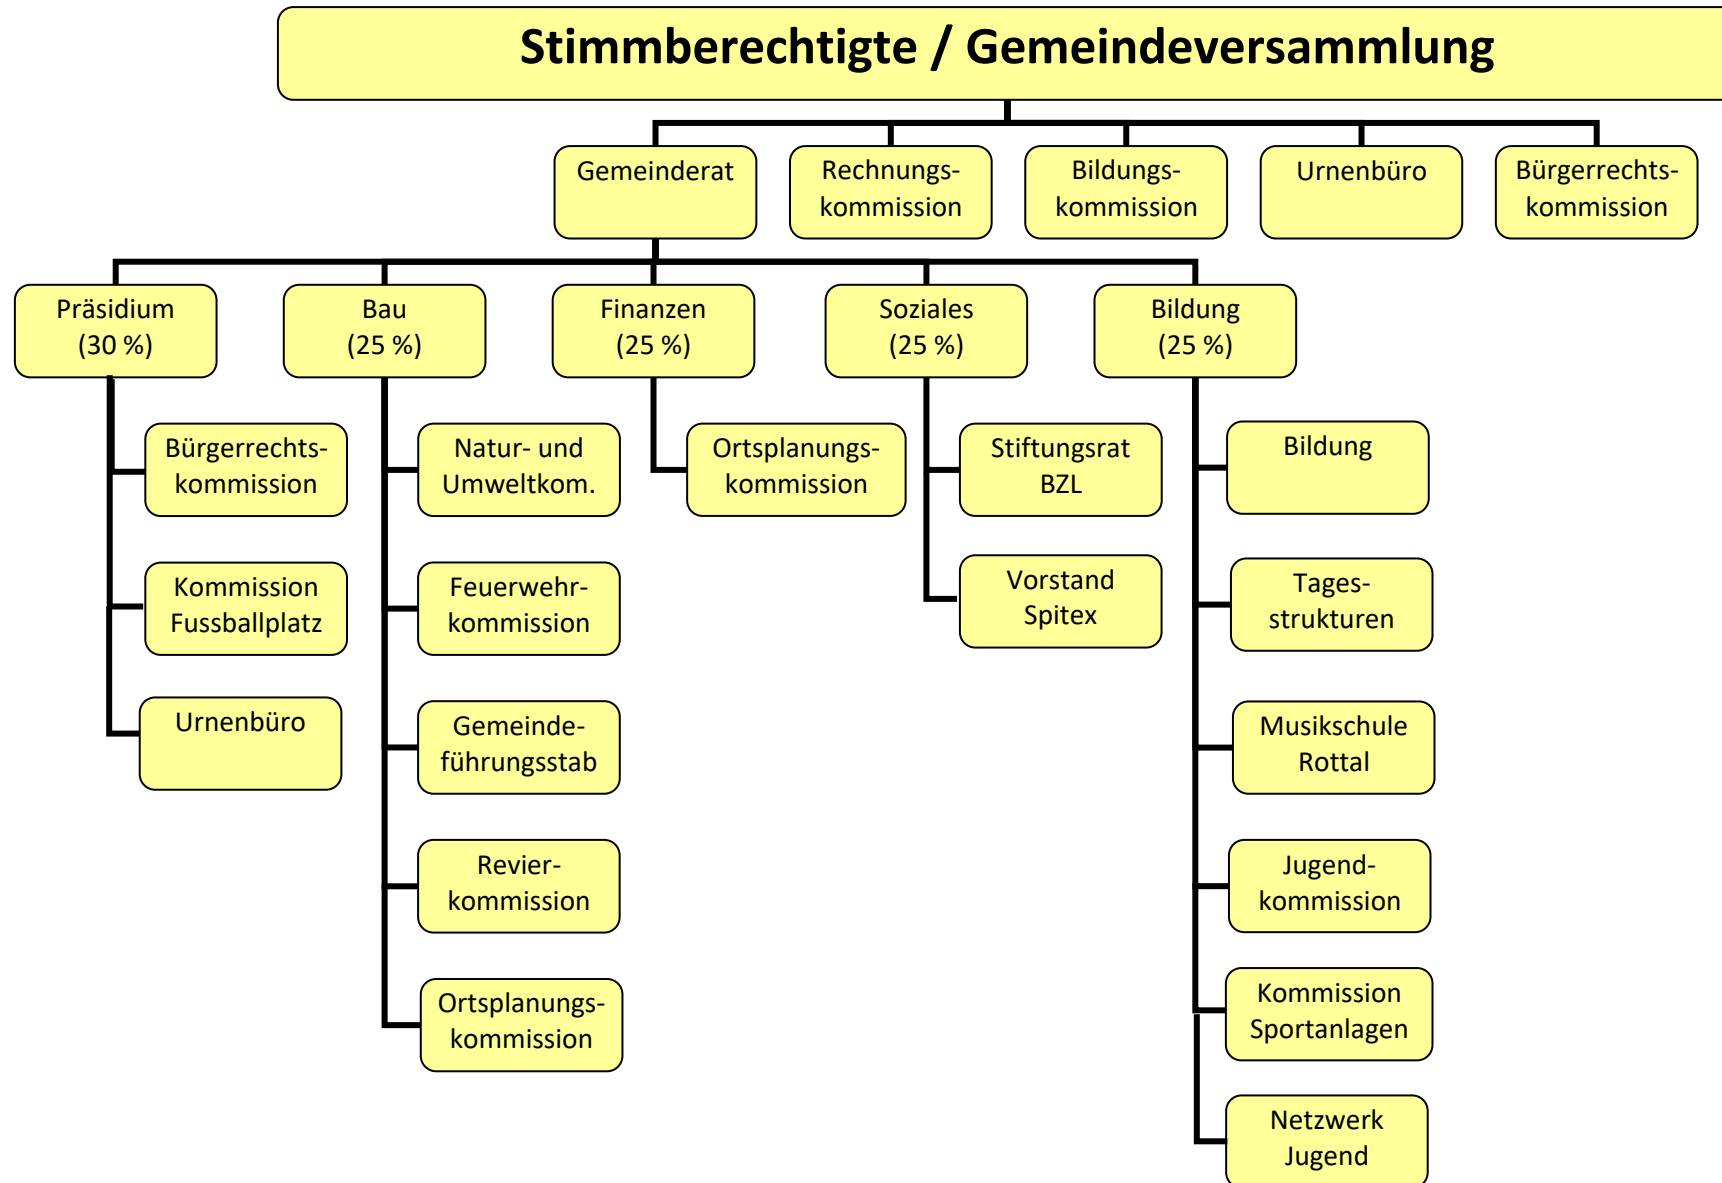 Stimmberechtigte / Gemeindeversammlung
Gemeinderat
Rechnungs-
kommission
Bildungs-
kommission
Urnenbüro
Bürgerrechts-
kommission
Präsidium
(30 %)
Bau
(25 %)
Finanzen
(25 %)
Soziales
(25 %)
Bildung
(25 %)
Bürgerrechts-
kommission
Kommission
Fussballplatz
Urnenbüro
Natur- und
Umweltkom.
Feuerwehr-
kommission
Gemeinde-
führungsstab
Revier-
kommission
Ortsplanungs-
kommission
Ortsplanungs-
kommission
Stiftungsrat
BZL
Vorstand
Spitex
Bildung
Tages-
strukturen
Musikschule
Rottal
Jugend-
kommission
Kommission
Sportanlagen
Netzwerk
Jugend